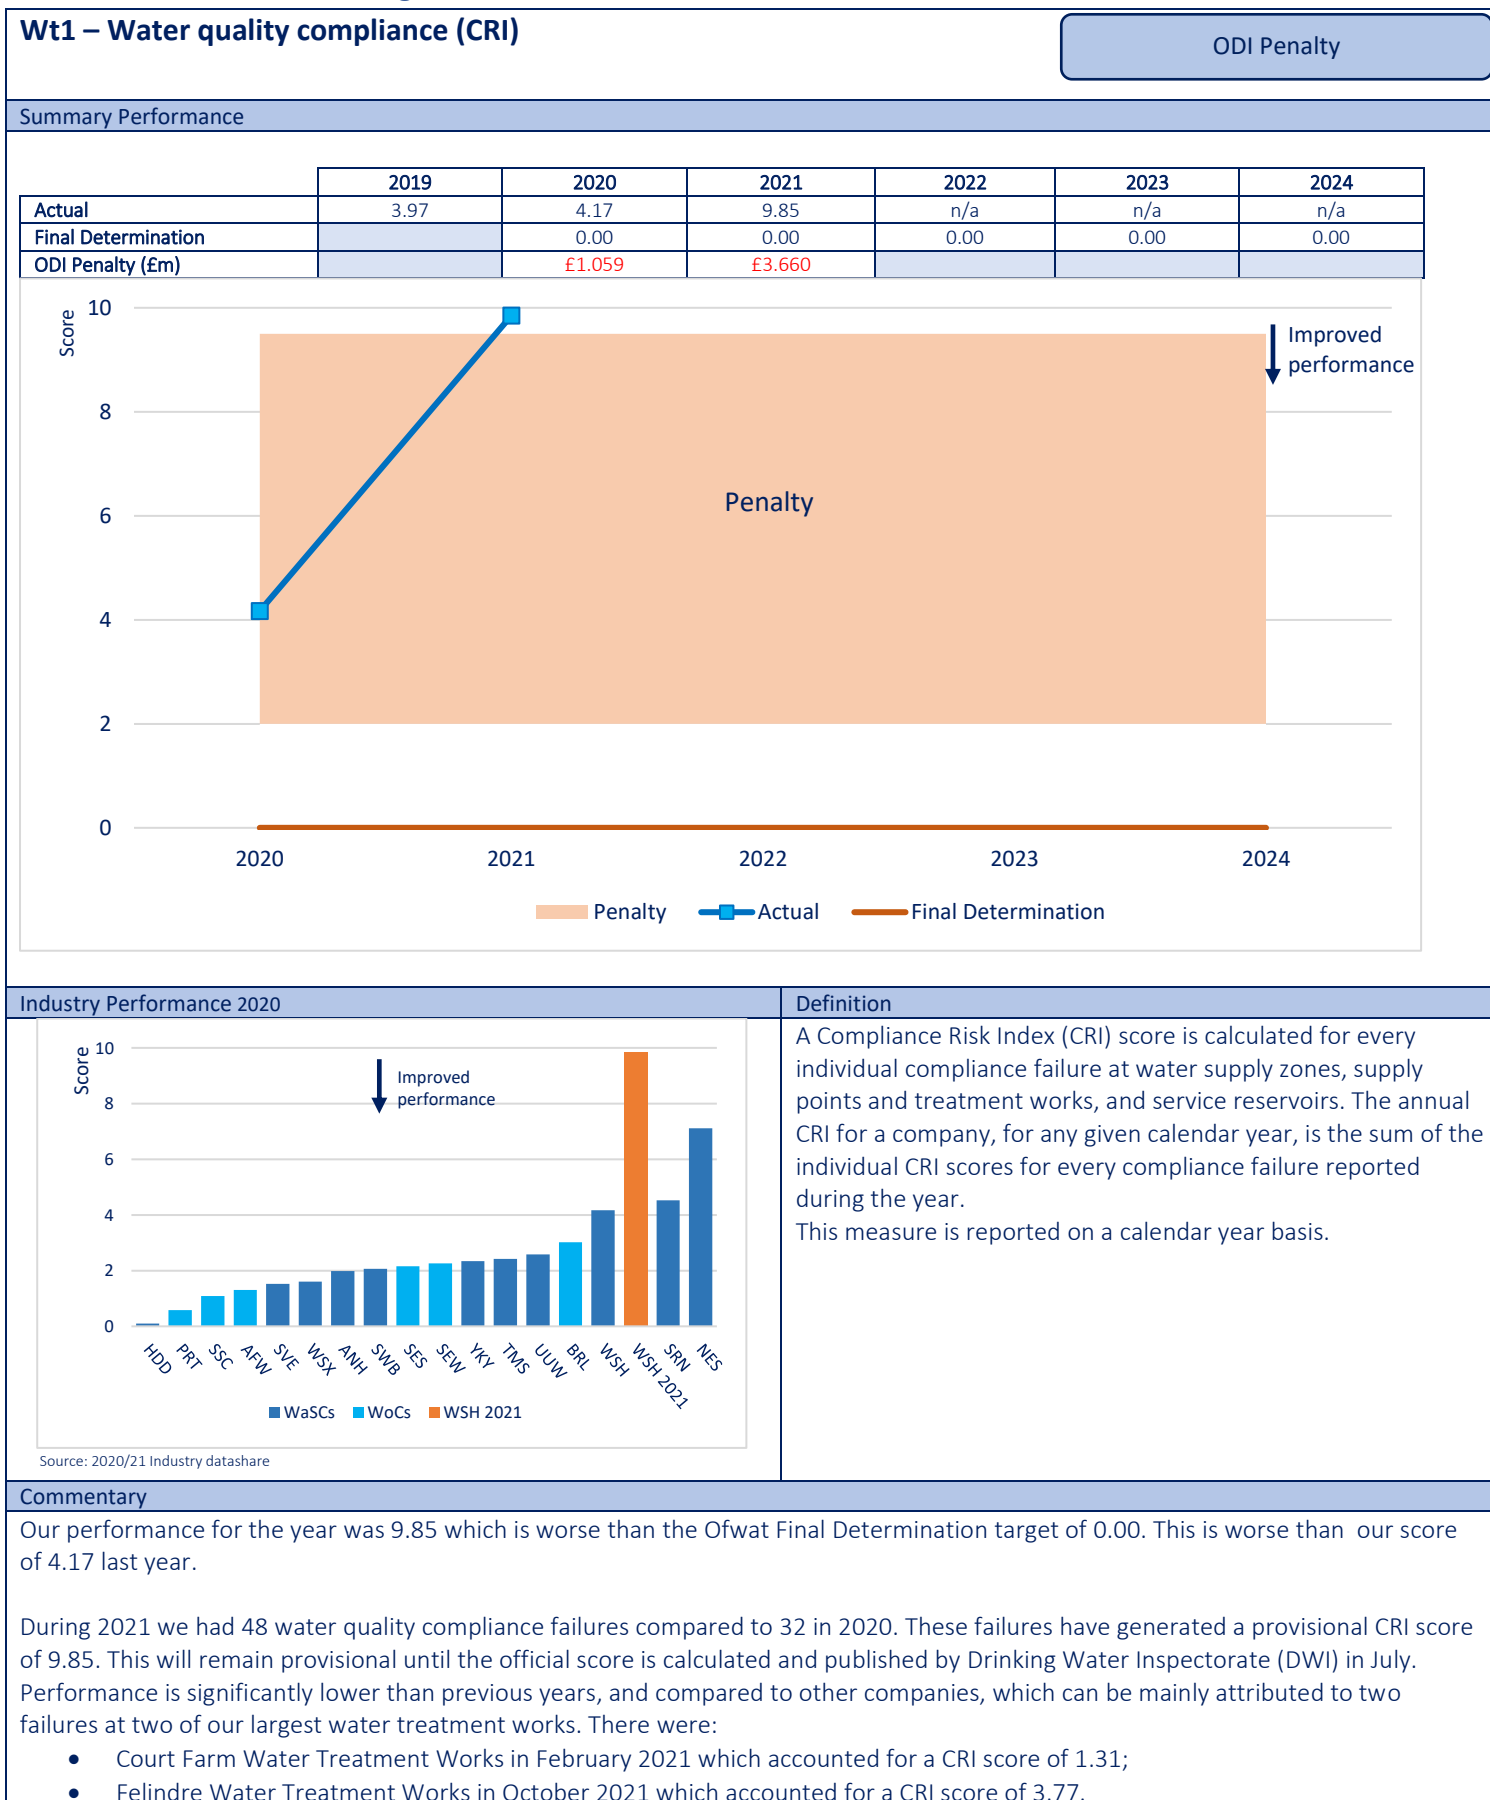 Wt1 – Water quality compliance (CRI)
ODI Penalty
Summary Performance
2019 2020 2021 2022 2023 2024
Actual 3.97 4.17 9.85 n/a n/a n/a
Final Determination 0.00 0.00 0.00 0.00 0.00
ODI Penalty (£m) £1.059 £3.660
Score
10
8
6
4
2
0
Improved
performance
Penalty
2020 2021 2022 2023 2024
Penalty Actual Final Determination
Industry Performance 2020
Score
10
8
6
4
2
0
Improved
performance
HDD PRT SSC AFW SVE WSX ANH SWB SES SEW YKY TMS UUW BRL WSH WSH 2021 SRN NES
WaSCs WoCs WSH 2021
Source: 2020/21 Industry datashare
Definition
A Compliance Risk Index (CRI) score is calculated for every
individual compliance failure at water supply zones, supply
points and treatment works, and service reservoirs. The annual
CRI for a company, for any given calendar year, is the sum of the
individual CRI scores for every compliance failure reported
during the year.
This measure is reported on a calendar year basis.
Commentary
Our performance for the year was 9.85 which is worse than the Ofwat Final Determination target of 0.00. This is worse than our score
of 4.17 last year.
During 2021 we had 48 water quality compliance failures compared to 32 in 2020. These failures have generated a provisional CRI score
of 9.85. This will remain provisional until the official score is calculated and published by Drinking Water Inspectorate (DWI) in July.
Performance is significantly lower than previous years, and compared to other companies, which can be mainly attributed to two
failures at two of our largest water treatment works. There were:
• Court Farm Water Treatment Works in February 2021 which accounted for a CRI score of 1.31;
• Felindre Water Treatment Works in October 2021 which accounted for a CRI score of 3.77.